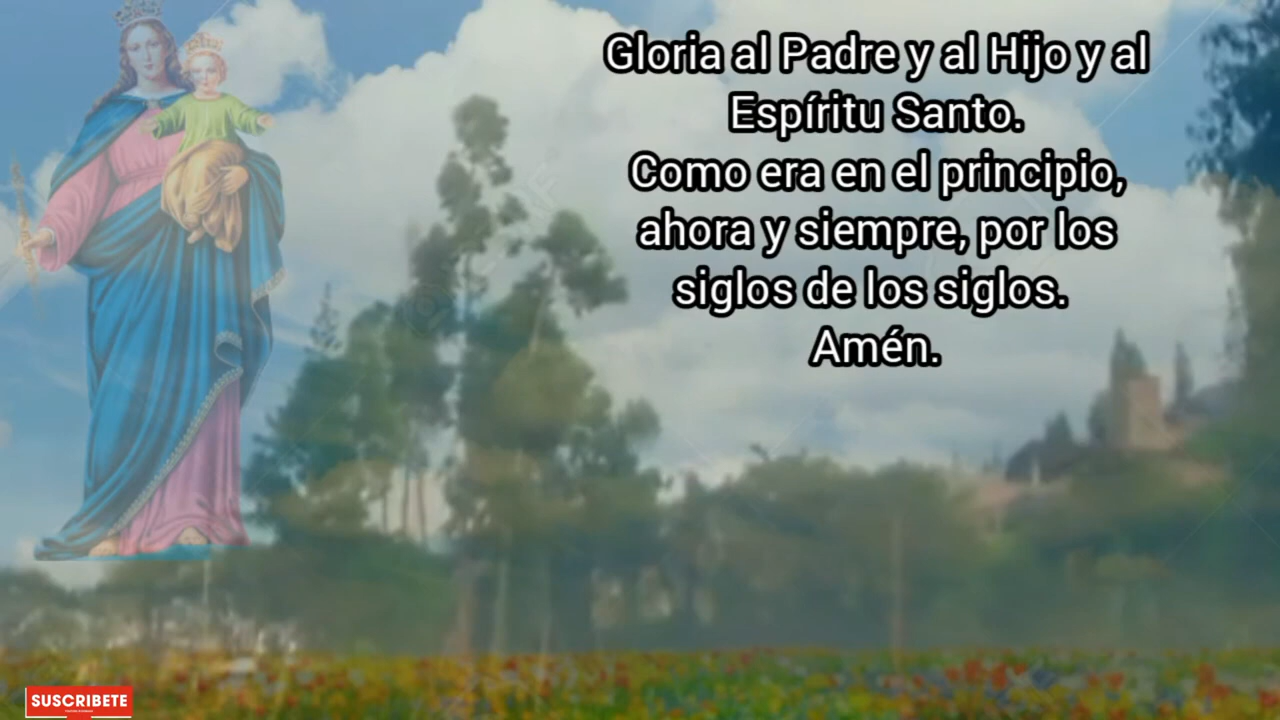 Gloria al Padre y al Hijo y al
Espíritu Santo.
Como era en el principio,
ahora y siempre, por los
siglos de los siglos.
Amén.
SUSCRIBETE